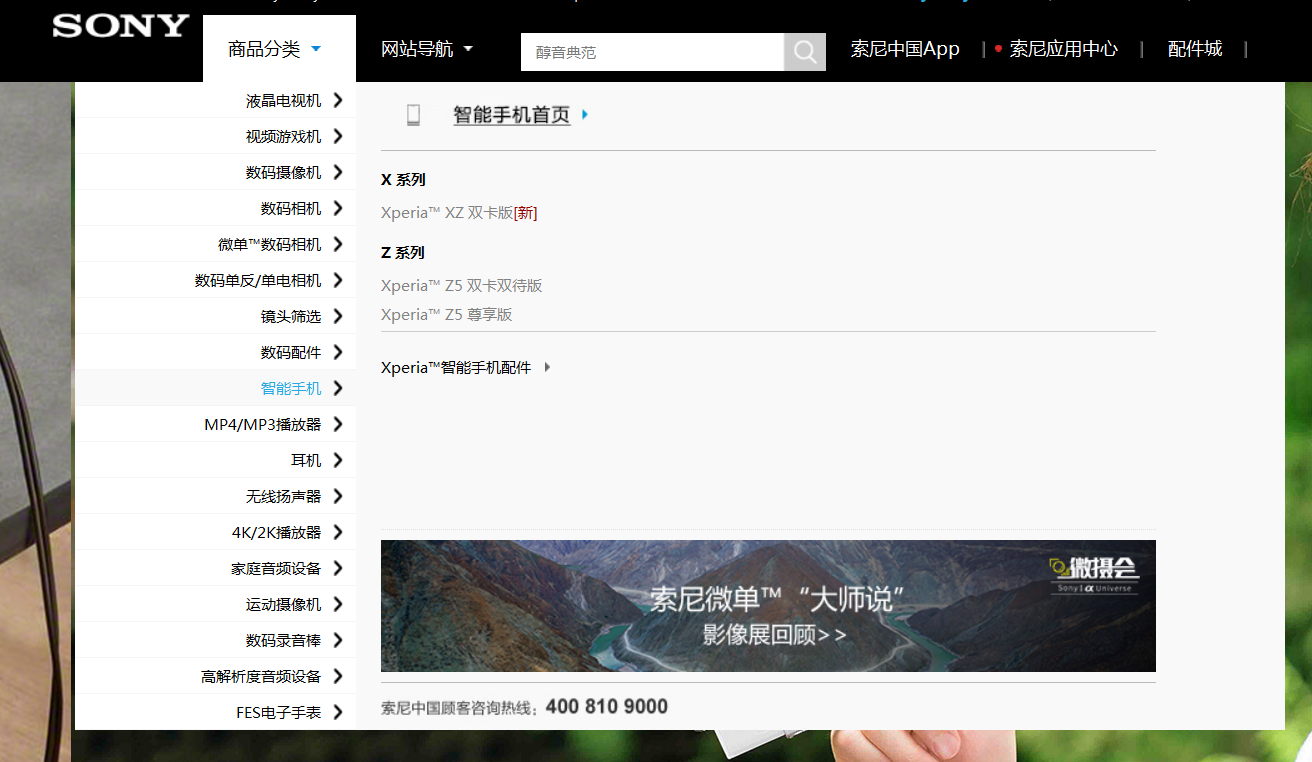 SONY
商品分类
网站导航
醇音典范
索尼中国App
索尼应用中心
配件城
液晶电视机
视频游戏机
数码摄像机
数码相机
微单™数码相机
数码单反/单电相机
镜头筛选
数码配件
智能手机
MP4/MP3播放器
耳机
无线扬声器
4K/2K播放器
家庭音频设备
运动摄像机
数码录音棒
高解析度音频设备
FES电子手表
智能手机首页
X 系列
Xperia™ XZ 双卡版[新]
Z 系列
Xperia™ Z5 双卡双待版
Xperia™ Z5 尊享版
Xperia™智能手机配件
微摄会
Sony | α Universe
索尼微单™“大师说”
影像展回顾>>
索尼中国顾客咨询热线：400 810 9000